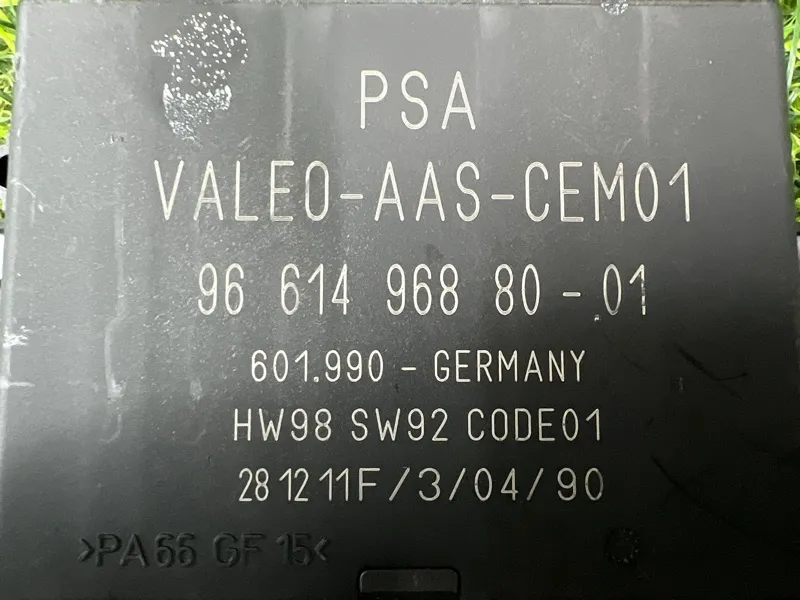 PSA
VALEO-AAS-CEM01
96 614 968 80 - 01
601.990 - GERMANY
HW98 SW92 CODE01
28 12 11F/3/04/90
>PA66 GF 15<